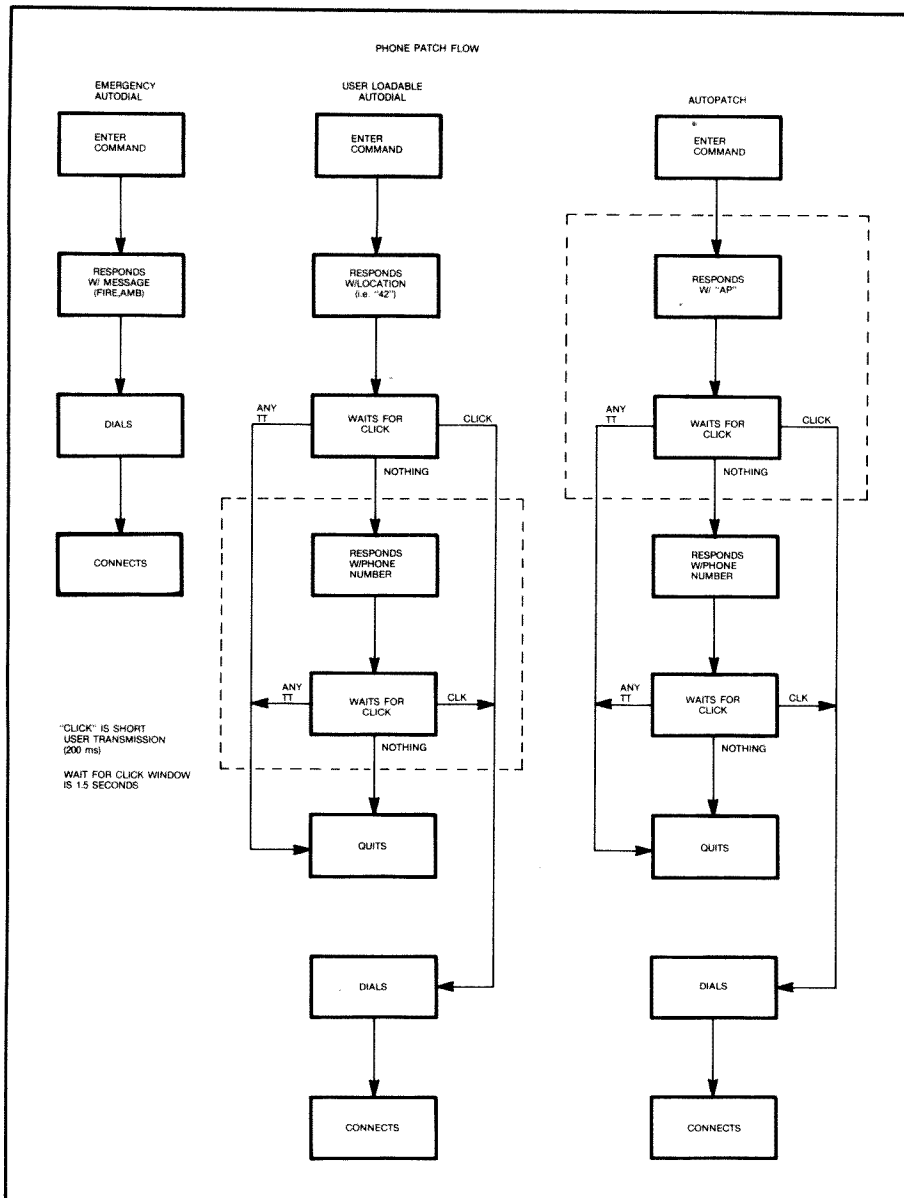 PHONE PATCH FLOW
EMERGENCY
AUTODIAL
ENTER
COMMAND
RESPONDS
W/ MESSAGE
(FIRE,AMB)
DIALS
CONNECTS
"CLICK" IS SHORT
USER TRANSMISSION
(200 ms)
WAIT FOR CLICK WINDOW
IS 1.5 SECONDS
USER LOADABLE
AUTODIAL
ENTER
COMMAND
RESPONDS
W/LOCATION
(i.e. "42")
ANY
TT
WAITS FOR
CLICK
CLICK
NOTHING
RESPONDS
W/PHONE
NUMBER
ANY
TT
WAITS FOR
CLICK
CLK
NOTHING
QUITS
DIALS
CONNECTS
AUTOPATCH
ENTER
COMMAND
RESPONDS
W/ "AP"
ANY
TT
WAITS FOR
CLICK
CLICK
NOTHING
RESPONDS
W/PHONE
NUMBER
ANY
TT
WAITS FOR
CLICK
CLK
NOTHING
QUITS
DIALS
CONNECTS